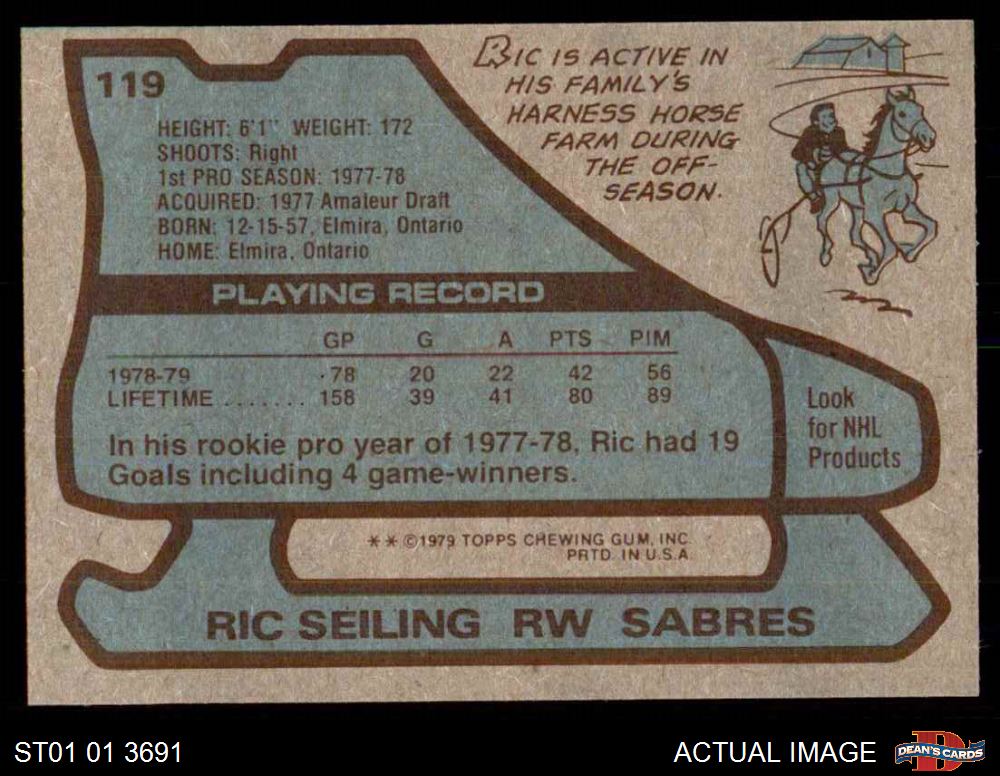 119
HEIGHT: 6'1" WEIGHT: 172
SHOOTS: Right
1st PRO SEASON: 1977-78
ACQUIRED: 1977 Amateur Draft
BORN: 12-15-57, Elmira, Ontario
HOME: Elmira, Ontario
RIC IS ACTIVE IN
HIS FAMILY'S
HARNESS HORSE
FARM DURING
THE OFF-
SEASON.
PLAYING RECORD
GP G A PTS PIM
1978-79 78 20 22 42 56
LIFETIME ....... 158 39 41 80 89
In his rookie pro year of 1977-78, Ric had 19
Goals including 4 game-winners.
Look
for NHL
Products
** ©1979 TOPPS CHEWING GUM, INC.
PRTD. IN U.S.A.
RIC SEILING RW SABRES
ST01 01 3691
ACTUAL IMAGE
DEAN'S CARDS